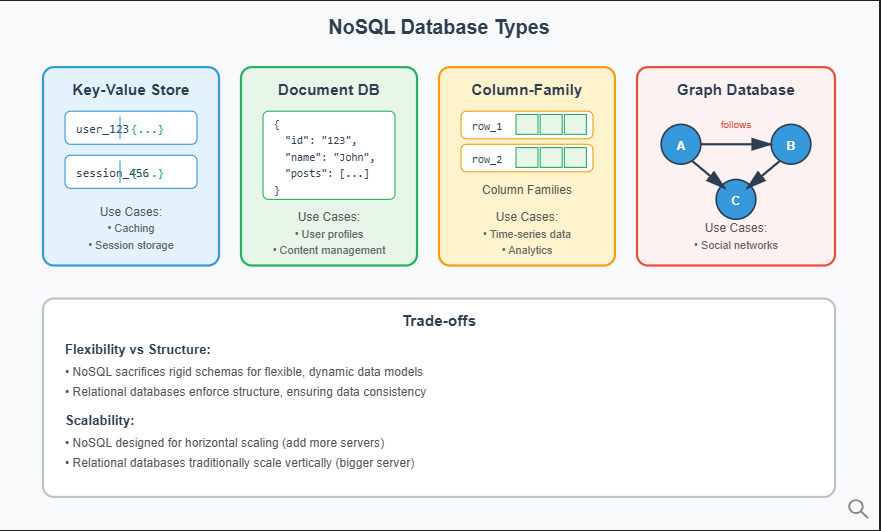 NoSQL Database Types
Key-Value Store
user_123 {...}
session_456 {...}
Use Cases:
• Caching
• Session storage
Document DB
{
"id": "123",
"name": "John",
"posts": [...]
}
Use Cases:
• User profiles
• Content management
Column-Family
row_1
row_2
Column Families
Use Cases:
• Time-series data
• Analytics
Graph Database
follows
A
B
C
Use Cases:
• Social networks
Trade-offs
Flexibility vs Structure:
• NoSQL sacrifices rigid schemas for flexible, dynamic data models
• Relational databases enforce structure, ensuring data consistency
Scalability:
• NoSQL designed for horizontal scaling (add more servers)
• Relational databases traditionally scale vertically (bigger server)